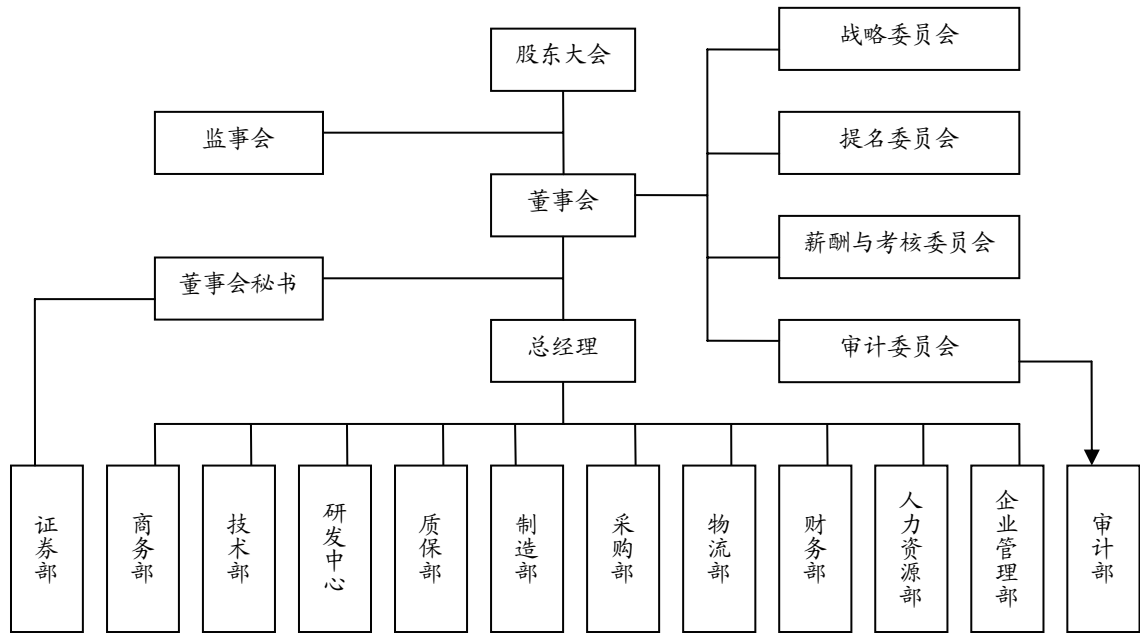 战略委员会
股东大会
监事会
提名委员会
董事会
薪酬与考核委员会
董事会秘书
总经理
审计委员会
证券部
商务部
技术部
研发中心
质保部
制造部
采购部
物流部
财务部
人力资源部
企业管理部
审计部